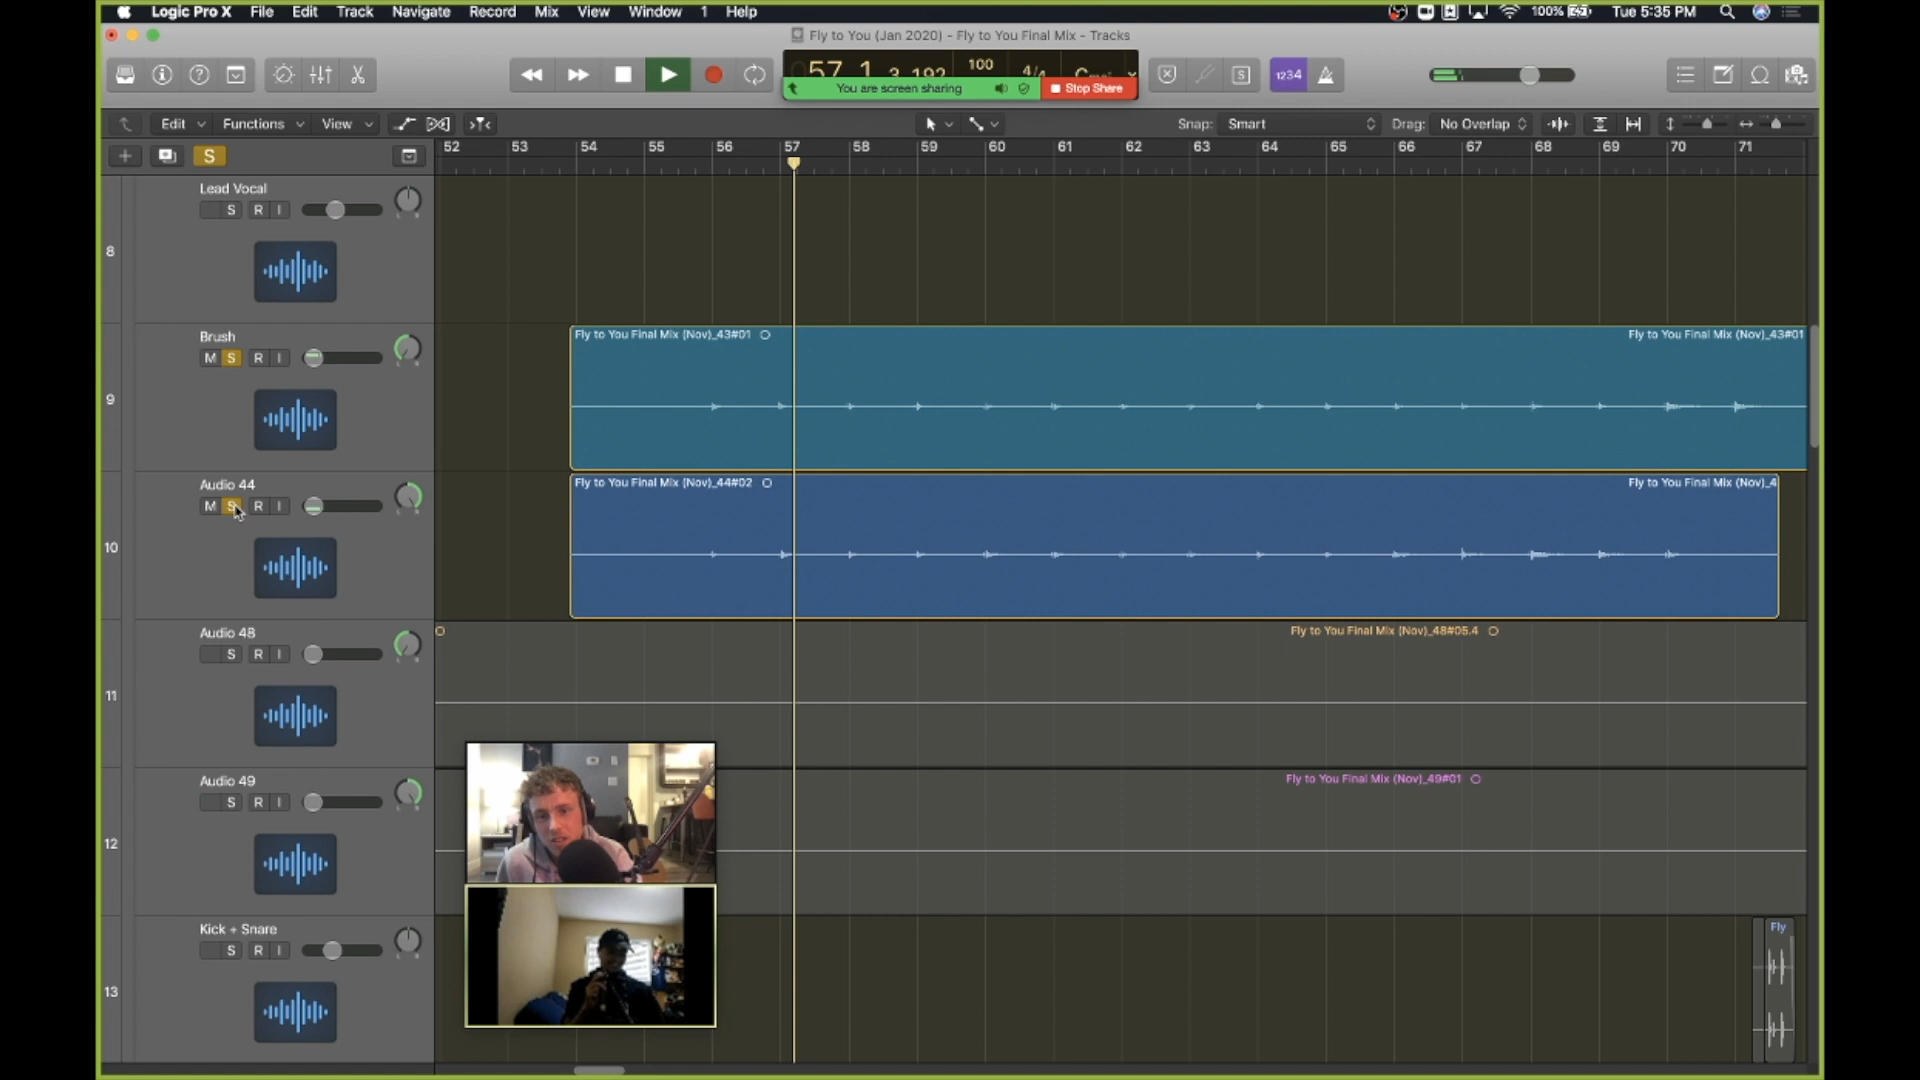 Logic Pro X File Edit Track Navigate Record Mix View Window 1 Help 100% Tue 5:35 PM
Fly to You (Jan 2020) - Fly to You Final Mix - Tracks
57 1 3 192 100 4/4 Cmaj 1234
You are screen sharing Stop Share
Edit Functions View Snap: Smart Drag: No Overlap
S 52 53 54 55 56 57 58 59 60 61 62 63 64 65 66 67 68 69 70 71
Lead Vocal
S R I
8
Brush Fly to You Final Mix (Nov)_43#01 Fly to You Final Mix (Nov)_43#01
M S R I
9
Audio 44 Fly to You Final Mix (Nov)_44#02 Fly to You Final Mix (Nov)_4
M S R I
10
Audio 48 Fly to You Final Mix (Nov)_48#05.4
S R I
11
Audio 49 Fly to You Final Mix (Nov)_49#01
S R I
12
Kick + Snare Fly
S R I
13